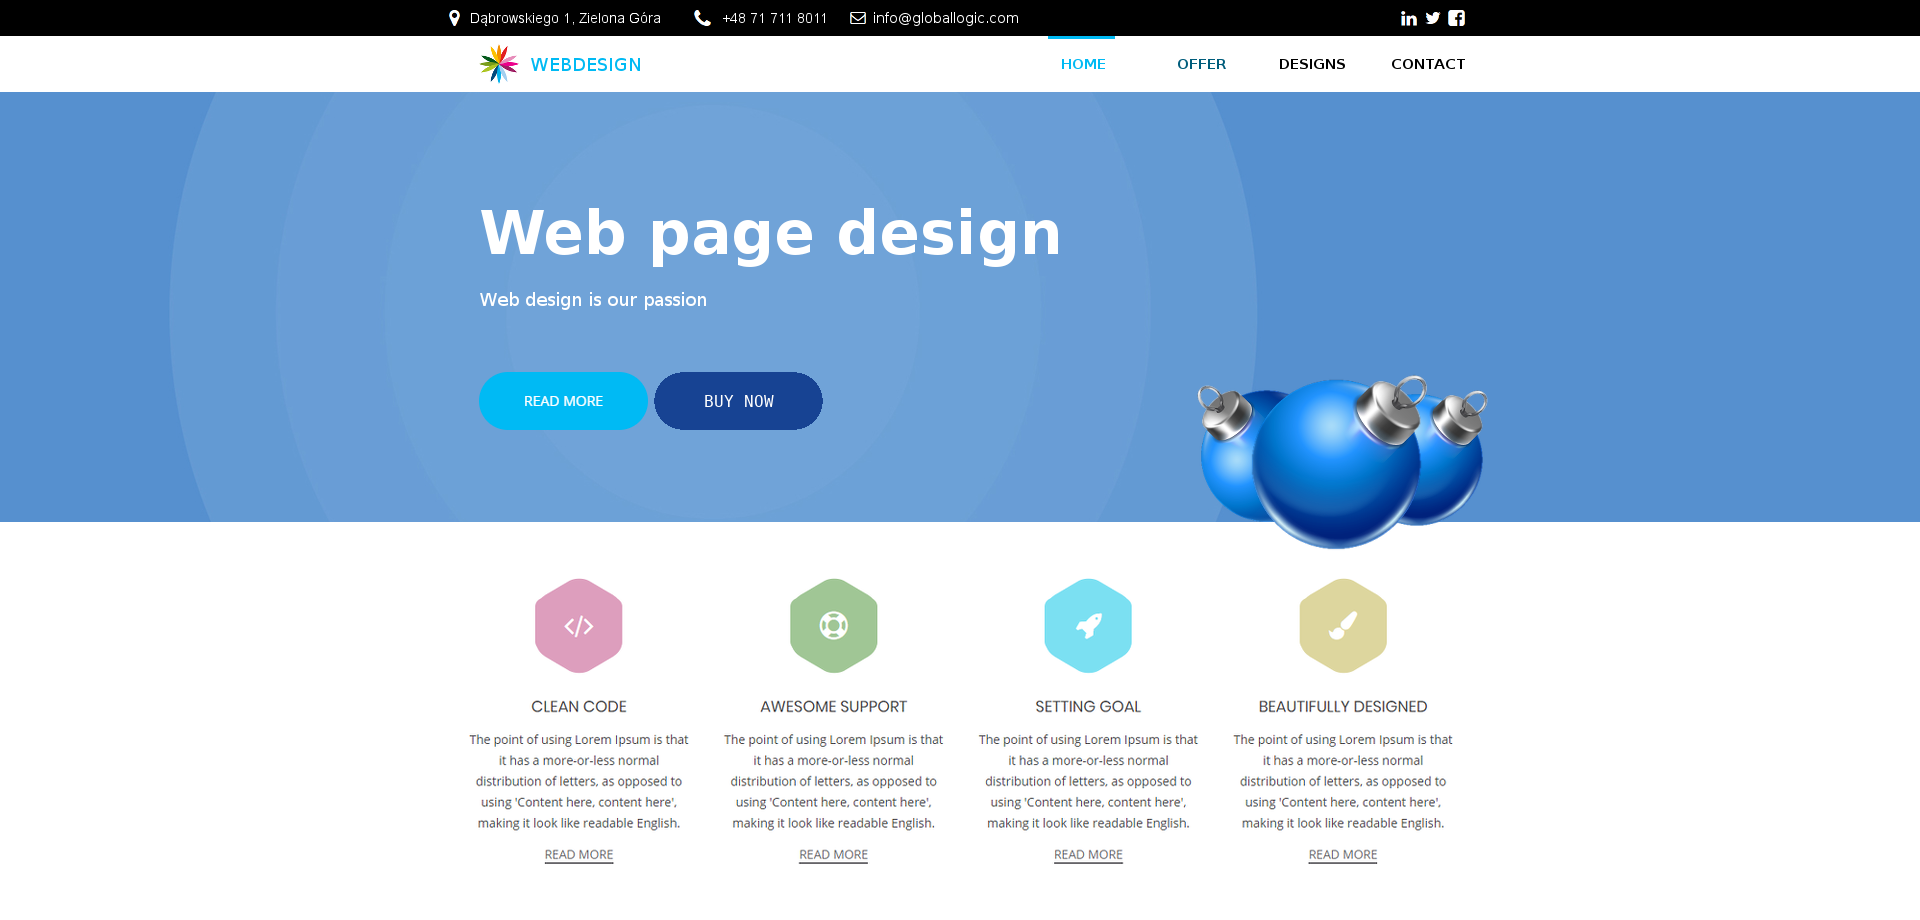 Dąbrowskiego 1, Zielona Góra +48 71 711 8011 info@globallogic.com
WEBDESIGN HOME OFFER DESIGNS CONTACT
Web page design
Web design is our passion
READ MORE BUY NOW
CLEAN CODE
The point of using Lorem Ipsum is that
it has a more-or-less normal
distribution of letters, as opposed to
using 'Content here, content here',
making it look like readable English.
READ MORE
AWESOME SUPPORT
The point of using Lorem Ipsum is that
it has a more-or-less normal
distribution of letters, as opposed to
using 'Content here, content here',
making it look like readable English.
READ MORE
SETTING GOAL
The point of using Lorem Ipsum is that
it has a more-or-less normal
distribution of letters, as opposed to
using 'Content here, content here',
making it look like readable English.
READ MORE
BEAUTIFULLY DESIGNED
The point of using Lorem Ipsum is that
it has a more-or-less normal
distribution of letters, as opposed to
using 'Content here, content here',
making it look like readable English.
READ MORE